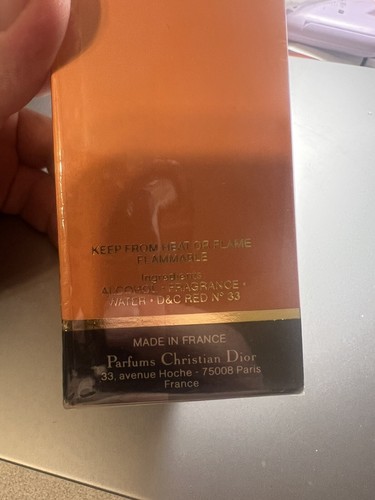 KEEP FROM HEAT OR FLAME
FLAMMABLE
Ingredients
ALCOHOL • FRAGRANCE •
WATER • D&C RED Nº 33
MADE IN FRANCE
Parfums Christian Dior
33, avenue Hoche - 75008 Paris
France